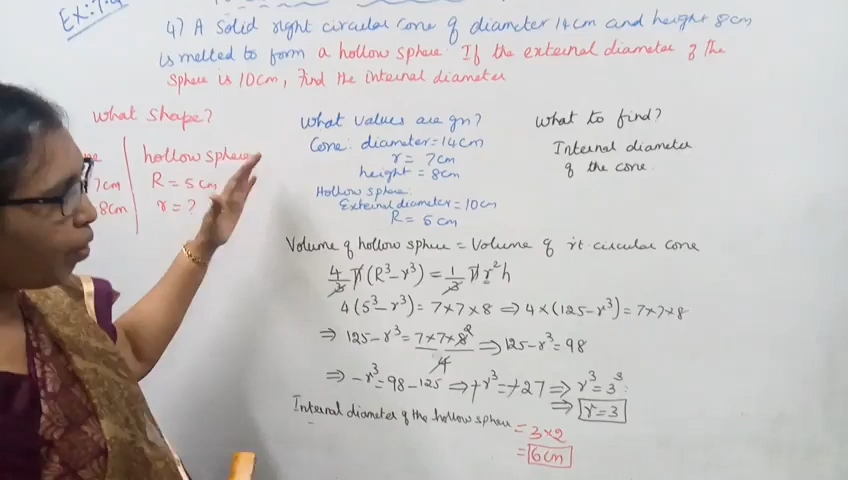 Ex:7.4
4) A solid right circular cone of diameter 14cm and height 8cm
is melted to form a hollow sphere. If the external diameter of the
sphere is 10cm, Find the internal diameter
What shape?
hollow sphere
7cm
R = 5cm
8cm
r = ?
What values are gn?
Cone: diameter = 14cm
r = 7cm
height = 8cm
Hollow sphere:
External diameter = 10cm
R = 5cm
What to find?
Internal diameter
of the cone.
Volume of hollow sphere = Volume of rt. circular cone
4/3 π(R³-r³) = 1/3 πr²h
4(5³-r³) = 7×7×8 ⇒ 4×(125-r³) = 7×7×8
⇒ 125-r³ = 7×7×8²/4 ⇒ 125-r³ = 98
⇒ -r³ = 98-125 ⇒ -r³ = -27 ⇒ r³ = 3³
⇒ r = 3
Internal diameter of the hollow sphere = 3×2
= 6cm